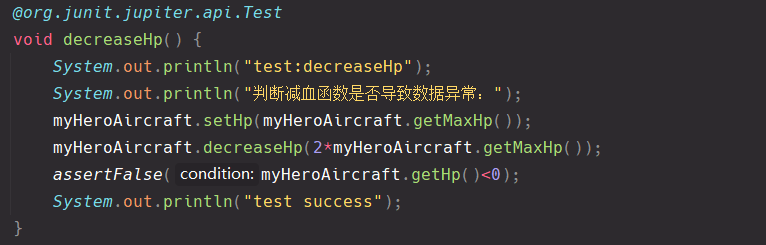 @org.junit.jupiter.api.Test
void decreaseHp() {
System.out.println("test:decreaseHp");
System.out.println("判断减血函数是否导致数据异常：");
myHeroAircraft.setHp(myHeroAircraft.getMaxHp());
myHeroAircraft.decreaseHp(2*myHeroAircraft.getMaxHp());
assertFalse( condition: myHeroAircraft.getHp()<0);
System.out.println("test success");
}